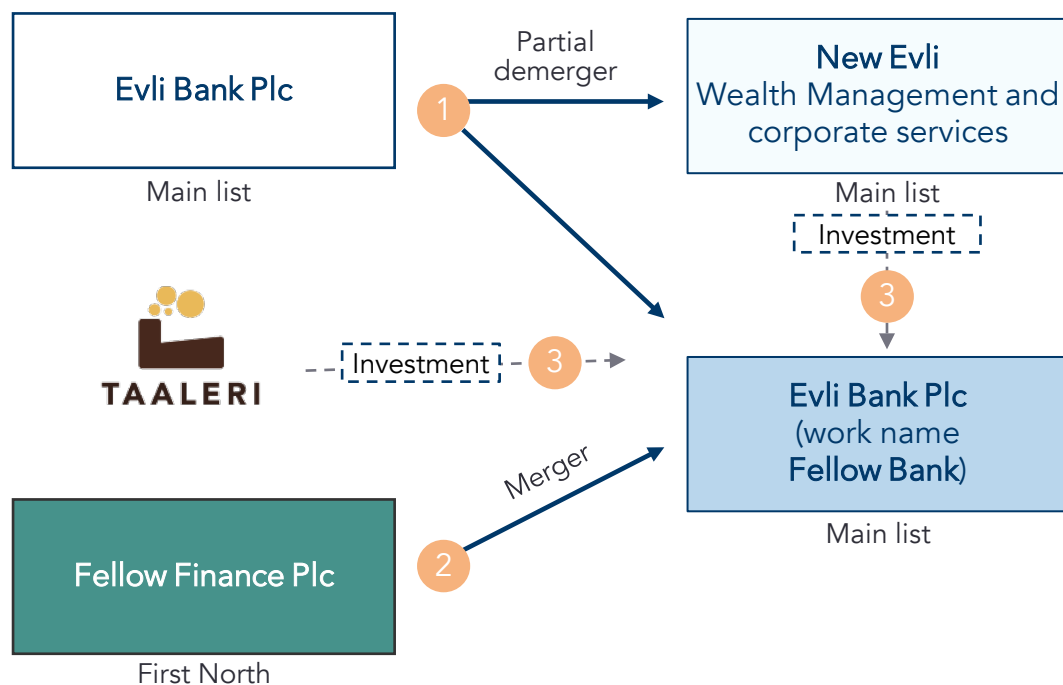 Evli Bank Plc
Main list
1
Partial
demerger
New Evli
Wealth Management and
corporate services
Main list
Investment
3
TAALERI
Investment
3
Evli Bank Plc
(work name
Fellow Bank)
Main list
Merger
2
Fellow Finance Plc
First North